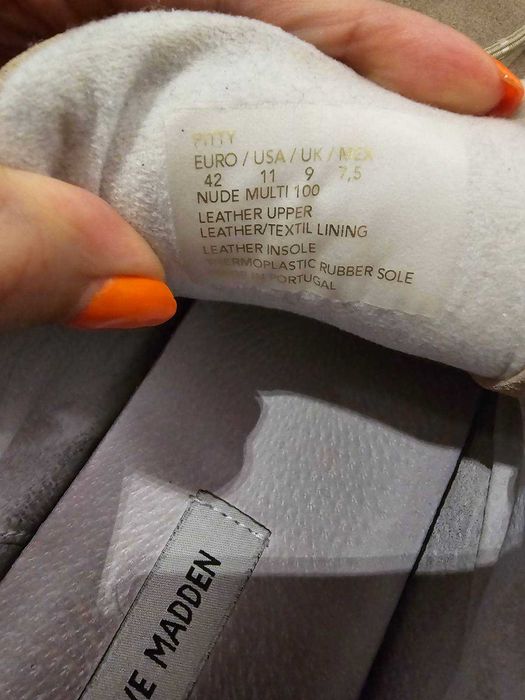 EURO / USA / UK / MEX
42 11 9 7,5
NUDE MULTI 100
LEATHER UPPER
LEATHER/TEXTIL LINING
LEATHER INSOLE
THERMOPLASTIC RUBBER SOLE
IN PORTUGAL
VE MADDEN